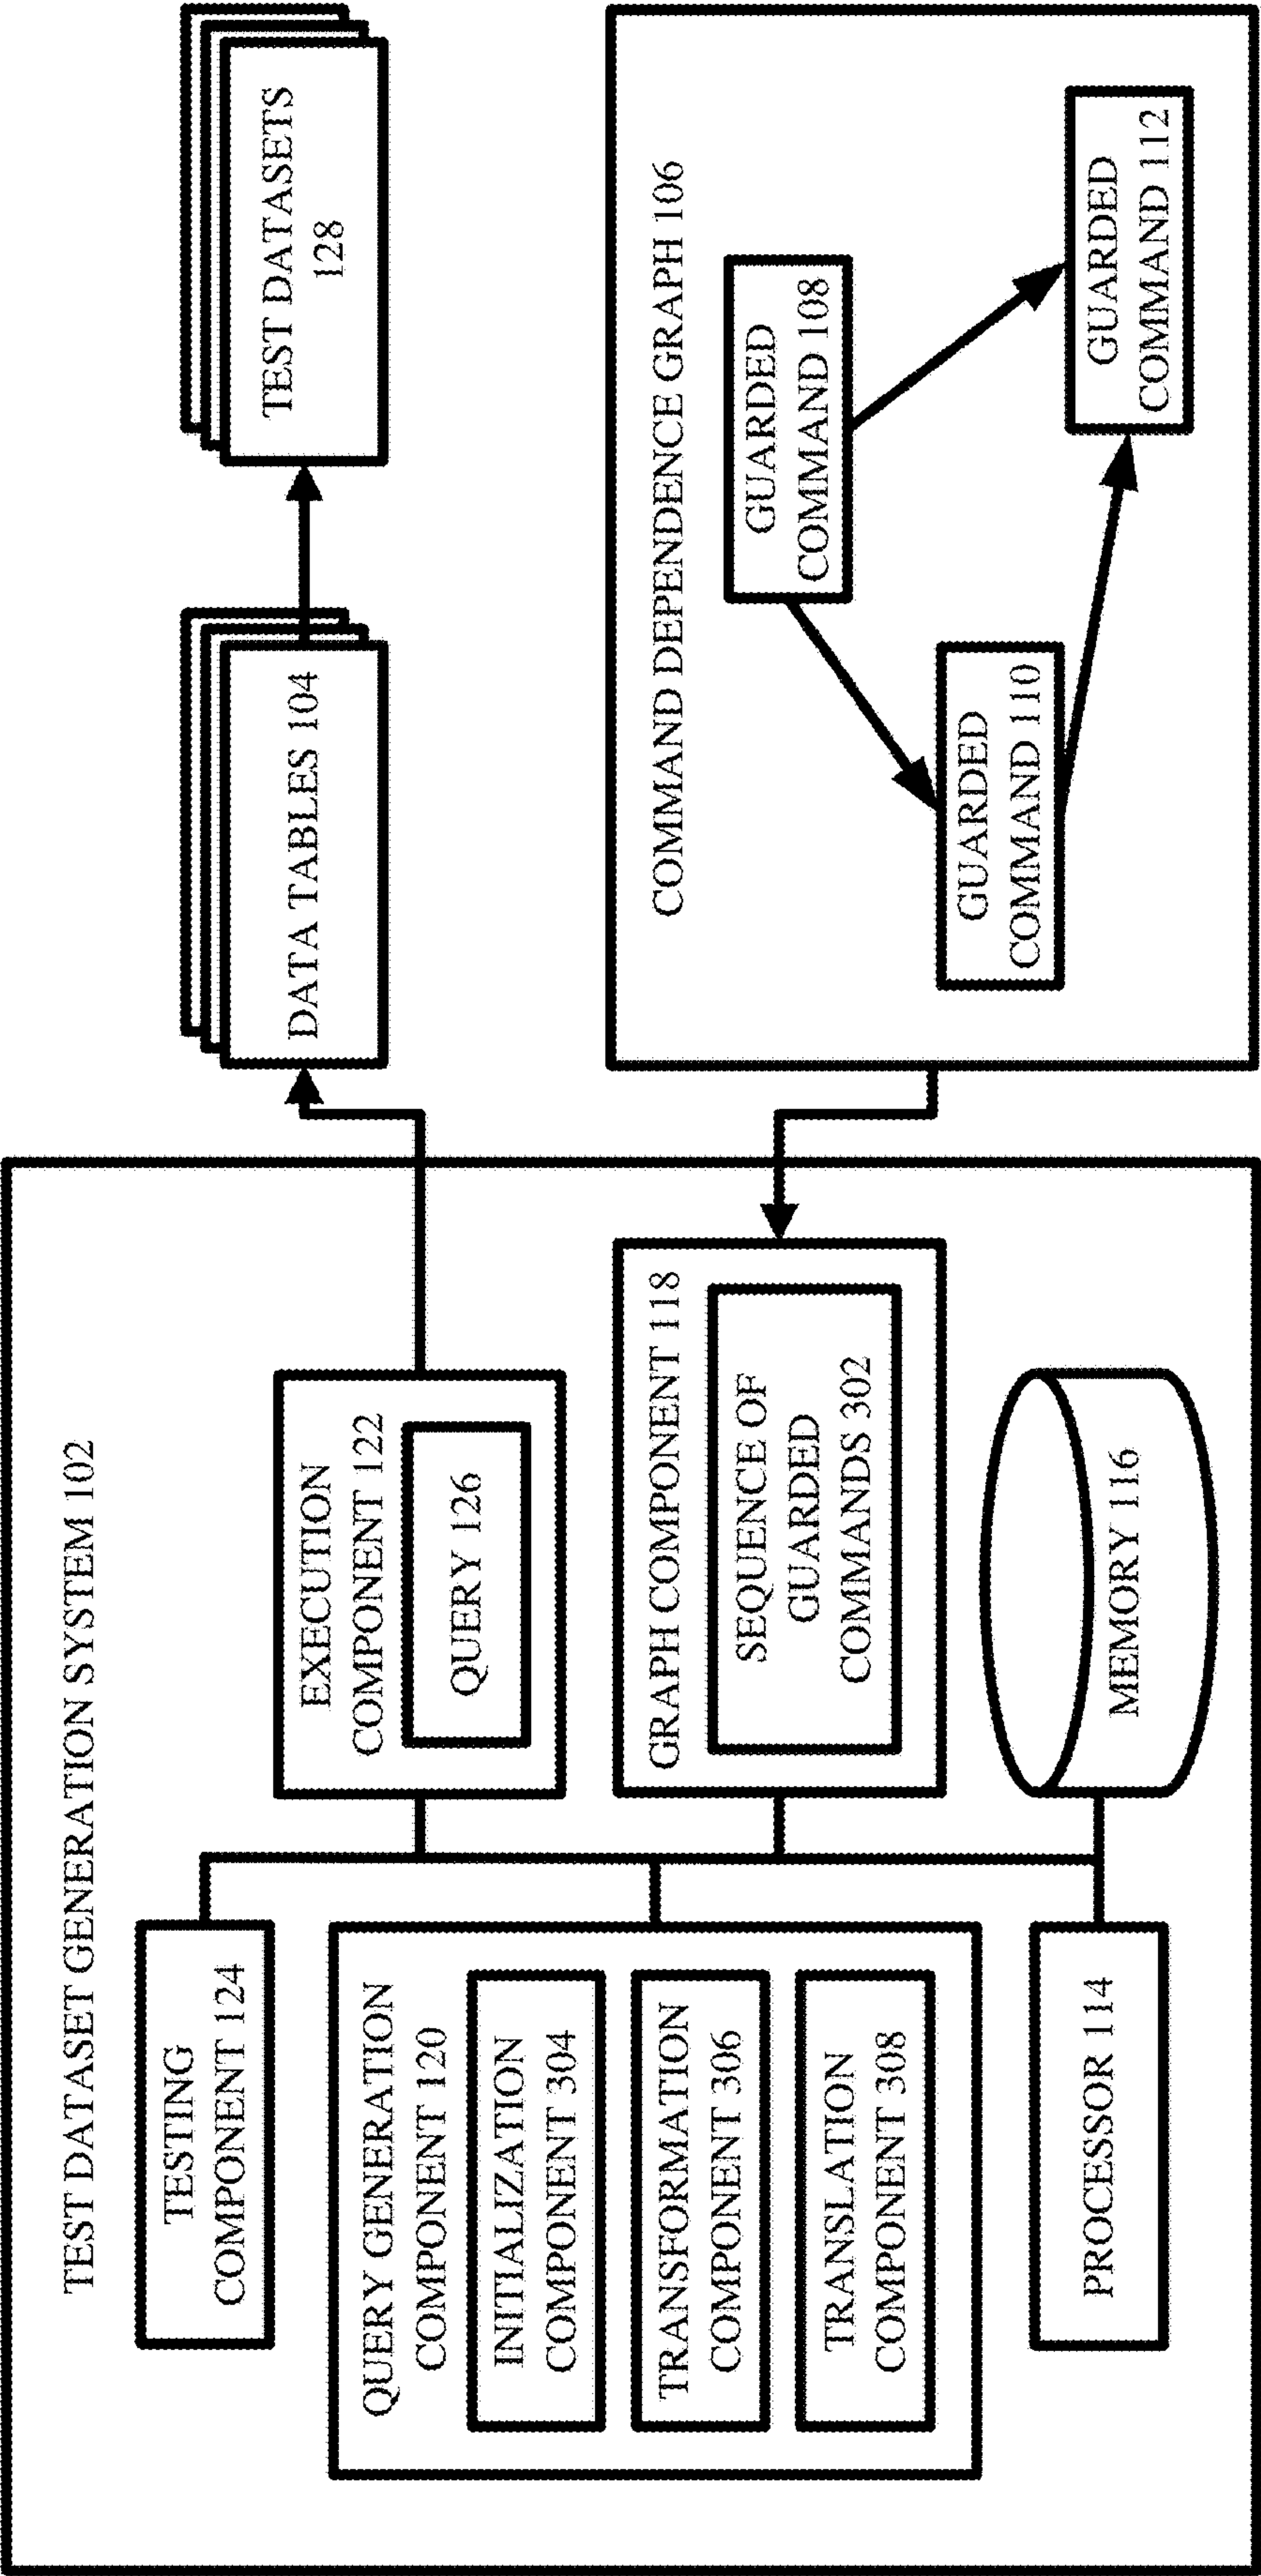 TEST DATASET GENERATION SYSTEM 102
TESTING
COMPONENT 124
QUERY GENERATION
COMPONENT 120
INITIALIZATION
COMPONENT 304
TRANSFORMATION
COMPONENT 306
TRANSLATION
COMPONENT 308
PROCESSOR 114
EXECUTION
COMPONENT 122
QUERY 126
GRAPH COMPONENT 118
SEQUENCE OF
GUARDED
COMMANDS 302
MEMORY 116
DATA TABLES 104
TEST DATASETS
128
COMMAND DEPENDENCE GRAPH 106
GUARDED
COMMAND 108
GUARDED
COMMAND 110
GUARDED
COMMAND 112